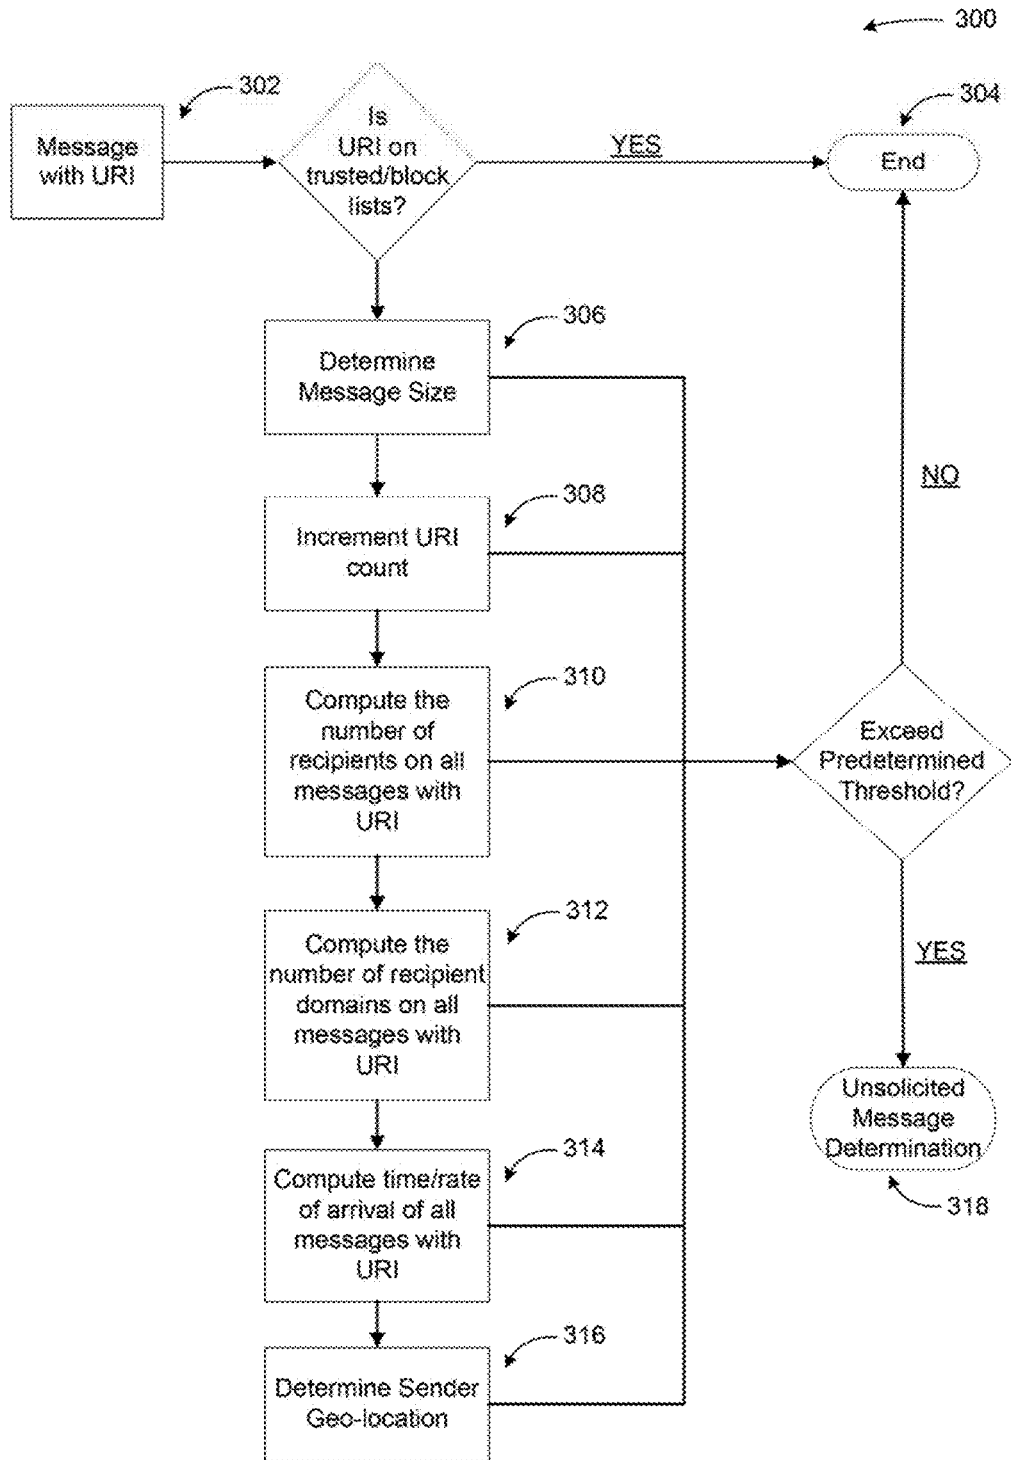 300
302
304
Message
with URI
Is
URI on
trusted/block
lists?
YES
End
306
Determine
Message Size
308
Increment URI
count
NO
310
Compute the
number of
recipients on all
messages with
URI
Exceed
Predetermined
Threshold?
312
Compute the
number of recipient
domains on all
messages with
URI
YES
Unsolicited
Message
Determination
318
314
Compute time/rate
of arrival of all
messages with
URI
316
Determine Sender
Geo-location